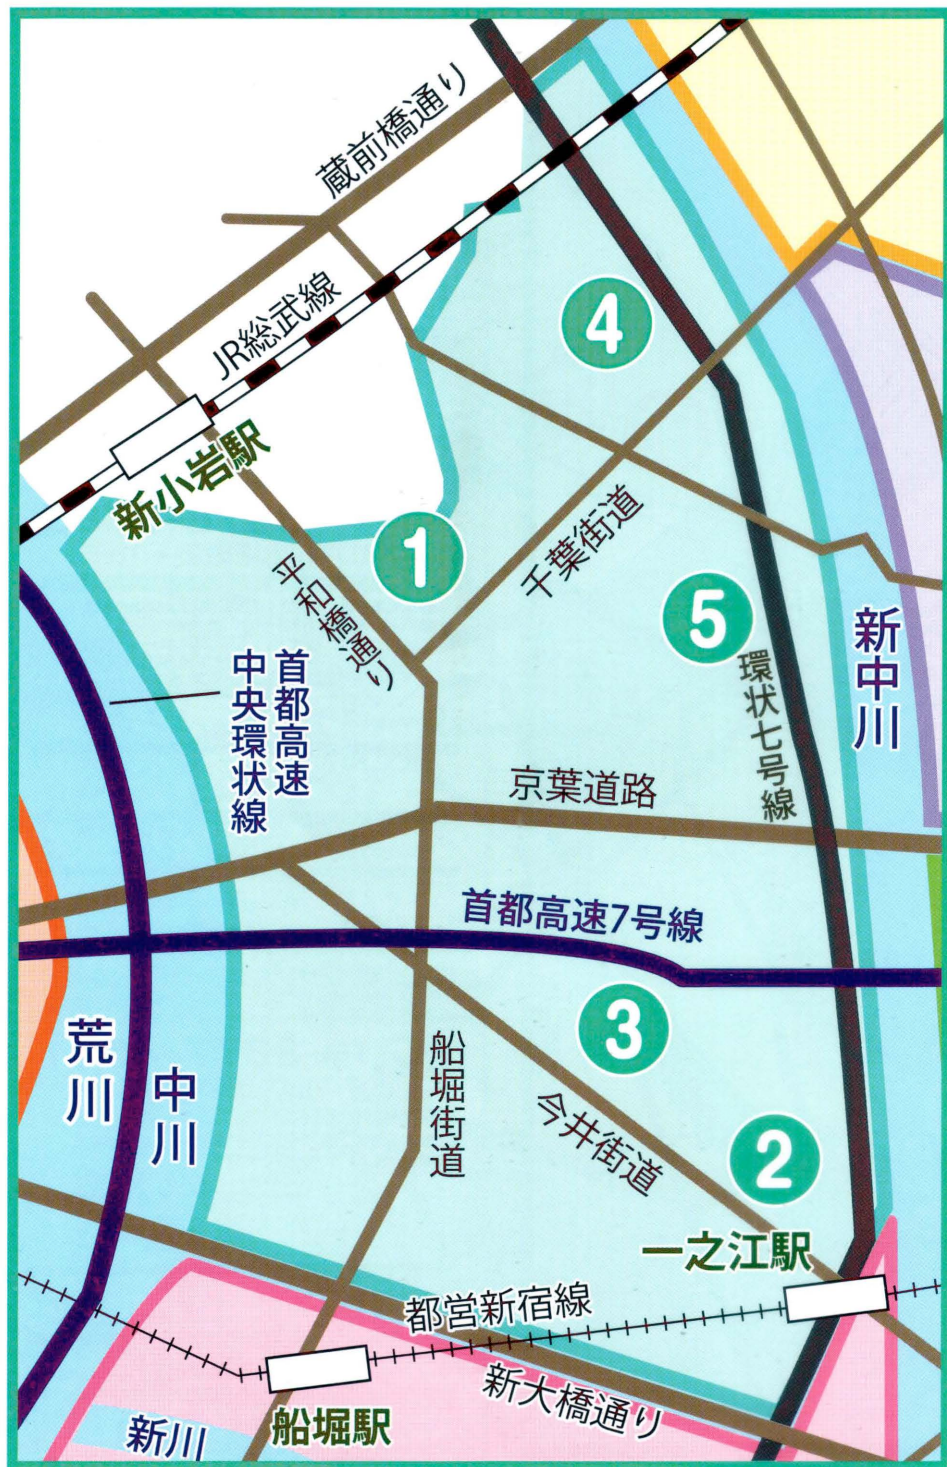 蔵前橋通り
JR総武線
4
新小岩駅
1
千葉街道
平和橋通り
5
新中川
首都高速
中央環状線
環状七号線
京葉道路
首都高速7号線
3
荒川
中川
船堀街道
今井街道
2
一之江駅
都営新宿線
新大橋通り
船堀駅
新川